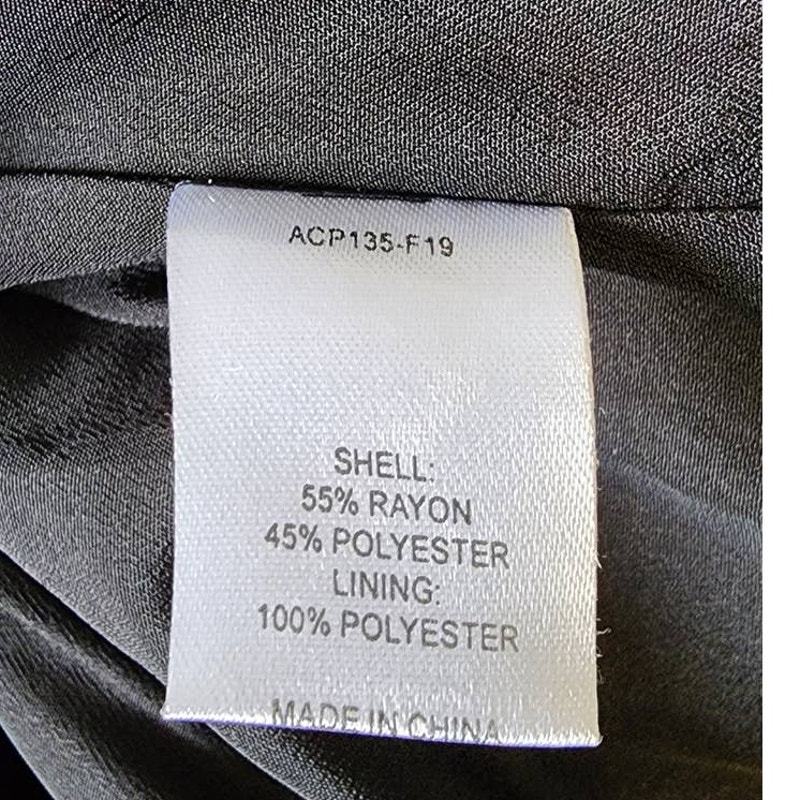 ACP135-F19
SHELL:
55% RAYON
45% POLYESTER
LINING:
100% POLYESTER
MADE IN CHINA